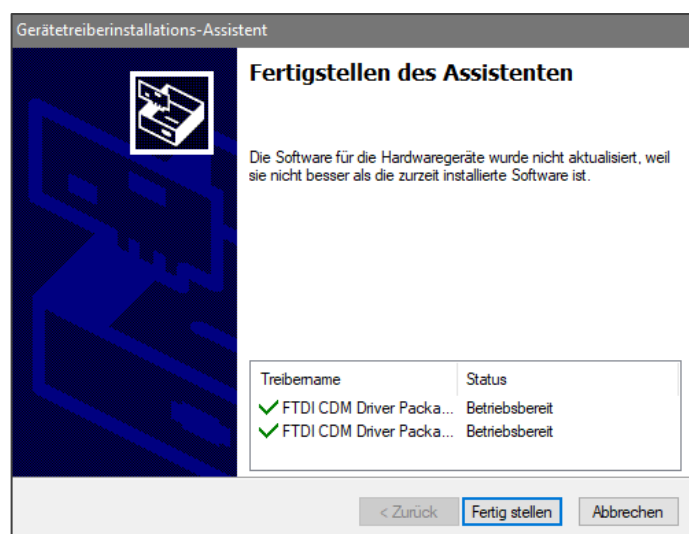 Gerätetreiberinstallations-Assistent
Fertigstellen des Assistenten
Die Software für die Hardwaregeräte wurde nicht aktualisiert, weil
sie nicht besser als die zurzeit installierte Software ist.
Treibername Status
FTDI CDM Driver Packa... Betriebsbereit
FTDI CDM Driver Packa... Betriebsbereit
< Zurück Fertig stellen Abbrechen